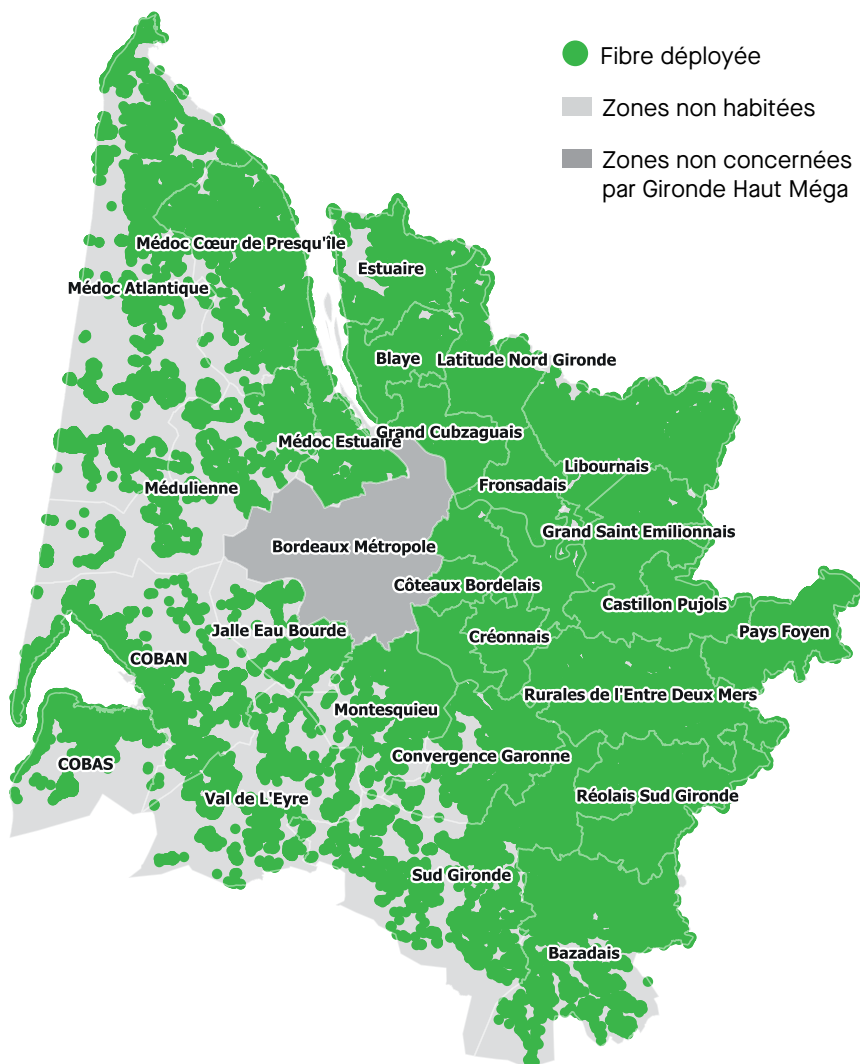 Fibre déployée
Zones non habitées
Zones non concernées
par Gironde Haut Méga
Médoc Cœur de Presqu'île
Estuaire
Médoc Atlantique
Blaye
Latitude Nord Gironde
Grand Cubzaguais
Médoc Estuaire
Libournais
Fronsadais
Médulienne
Grand Saint Emilionnais
Bordeaux Métropole
Côteaux Bordelais
Castillon Pujols
Jalle Eau Bourde
Créonnais
Pays Foyen
COBAN
Rurales de l'Entre Deux Mers
Montesquieu
Convergence Garonne
COBAS
Val de L'Eyre
Réolais Sud Gironde
Sud Gironde
Bazadais